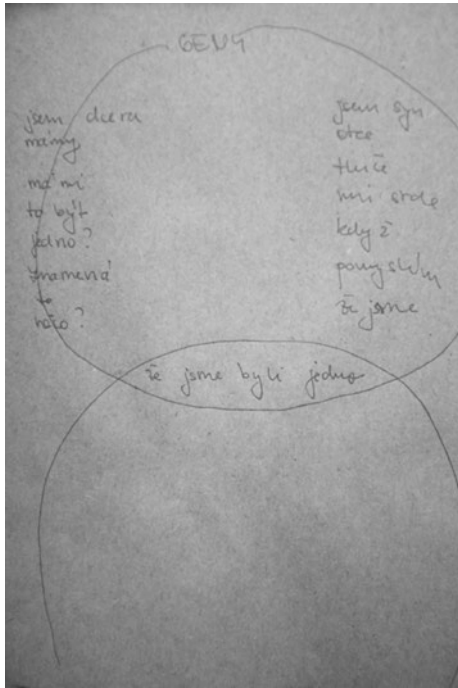 GENY
jsem dcera
mámy
má mi
to být
jedno?
znamená
to
něco?
jsem syn
otce
tluče
mi srdce
když
pomyslím
že jsme
že jsme byli jedno